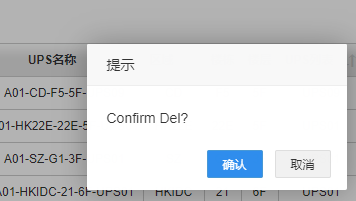 UPS名称
提示
A01-CD-F5-5F-
Confirm Del?
01-HK22E-22E-5
A01-SZ-G1-3F-
确认 取消
A01-HKIDC-21-6F-UPS01 HKIDC 21 6F UPS01